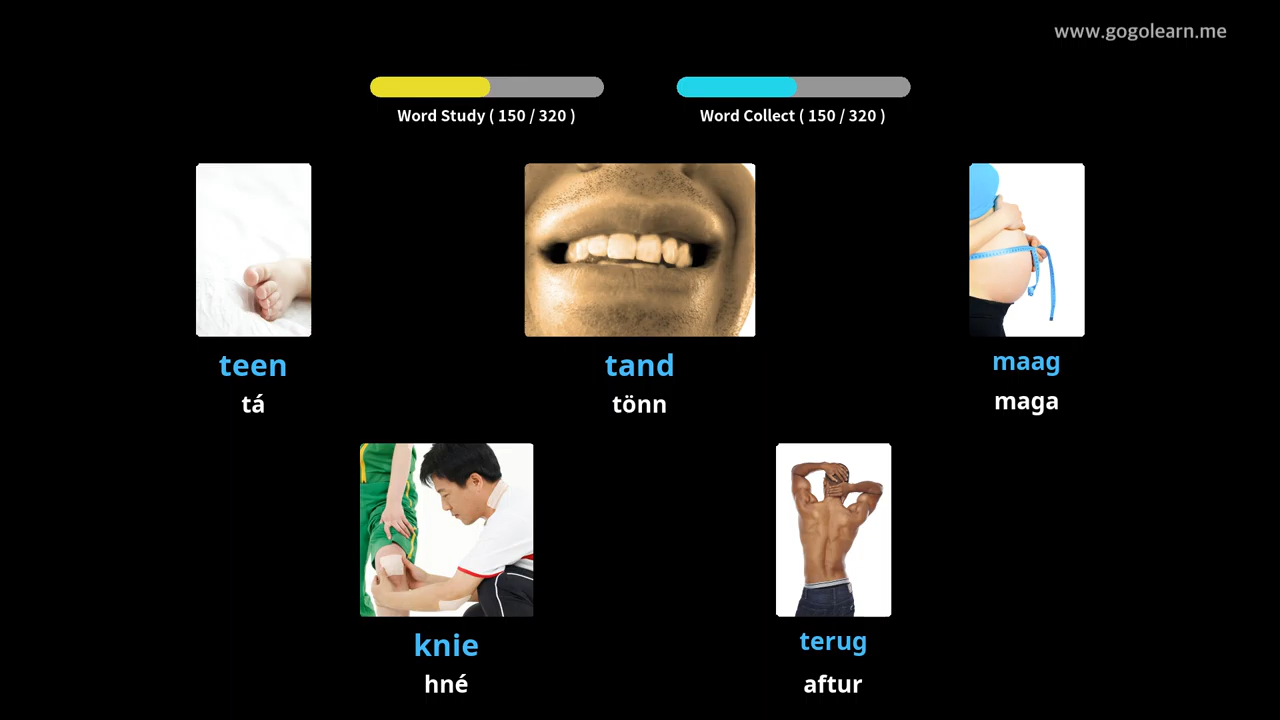 www.gogolearn.me
Word Study ( 150 / 320 )
Word Collect ( 150 / 320 )
teen
tá
tand
tönn
maag
maga
knie
hné
terug
aftur